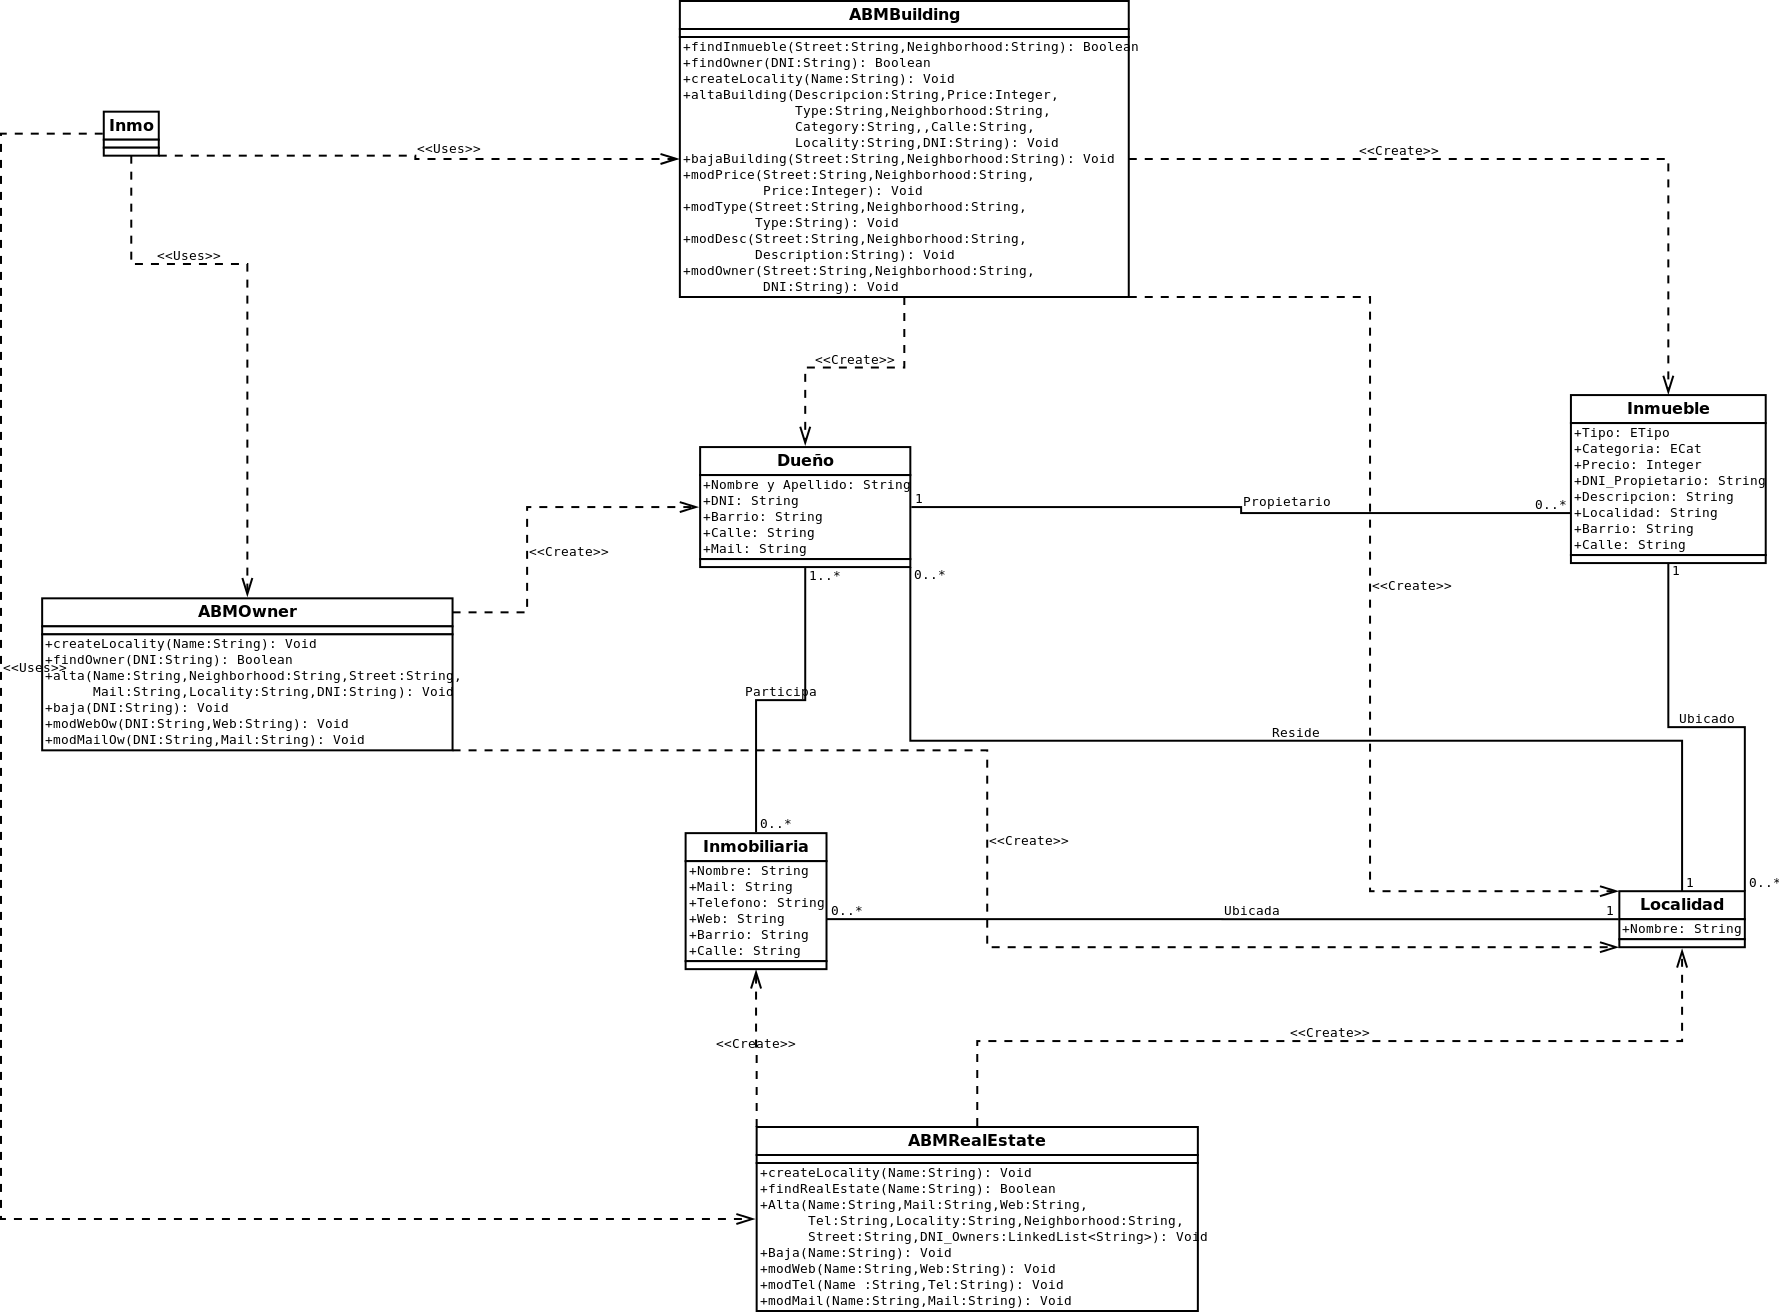 ABMBuilding
+findInmueble(Street:String,Neighborhood:String): Boolean
+findOwner(DNI:String): Boolean
+createLocality(Name:String): Void
+altaBuilding(Descripcion:String,Price:Integer,
Type:String,Neighborhood:String,
Category:String,,Calle:String,
Locality:String,DNI:String): Void
+bajaBuilding(Street:String,Neighborhood:String): Void
+modPrice(Street:String,Neighborhood:String,
Price:Integer): Void
+modType(Street:String,Neighborhood:String,
Type:String): Void
+modDesc(Street:String,Neighborhood:String,
Description:String): Void
+modOwner(Street:String,Neighborhood:String,
DNI:String): Void
Inmo
<<Uses>>
<<Create>>
<<Uses>>
<<Create>>
Inmueble
+Tipo: ETipo
+Categoria: ECat
+Precio: Integer
+DNI_Propietario: String
+Descripcion: String
+Localidad: String
+Barrio: String
+Calle: String
Dueño
+Nombre y Apellido: String
+DNI: String
+Barrio: String
+Calle: String
+Mail: String
1
Propietario
0..*
<<Create>>
1..*
0..*
1
<<Create>>
ABMOwner
+createLocality(Name:String): Void
+findOwner(DNI:String): Boolean
+alta(Name:String,Neighborhood:String,Street:String,
Mail:String,Locality:String,DNI:String): Void
+baja(DNI:String): Void
+modWebOw(DNI:String,Web:String): Void
+modMailOw(DNI:String,Mail:String): Void
<<Uses>>
Participa
Ubicado
Reside
0..*
<<Create>>
Inmobiliaria
+Nombre: String
+Mail: String
+Telefono: String
+Web: String
+Barrio: String
+Calle: String
0..*
Ubicada
1
1
0..*
Localidad
+Nombre: String
<<Create>>
<<Create>>
ABMRealEstate
+createLocality(Name:String): Void
+findRealEstate(Name:String): Boolean
+Alta(Name:String,Mail:String,Web:String,
Tel:String,Locality:String,Neighborhood:String,
Street:String,DNI_Owners:LinkedList<String>): Void
+Baja(Name:String): Void
+modWeb(Name:String,Web:String): Void
+modTel(Name :String,Tel:String): Void
+modMail(Name:String,Mail:String): Void